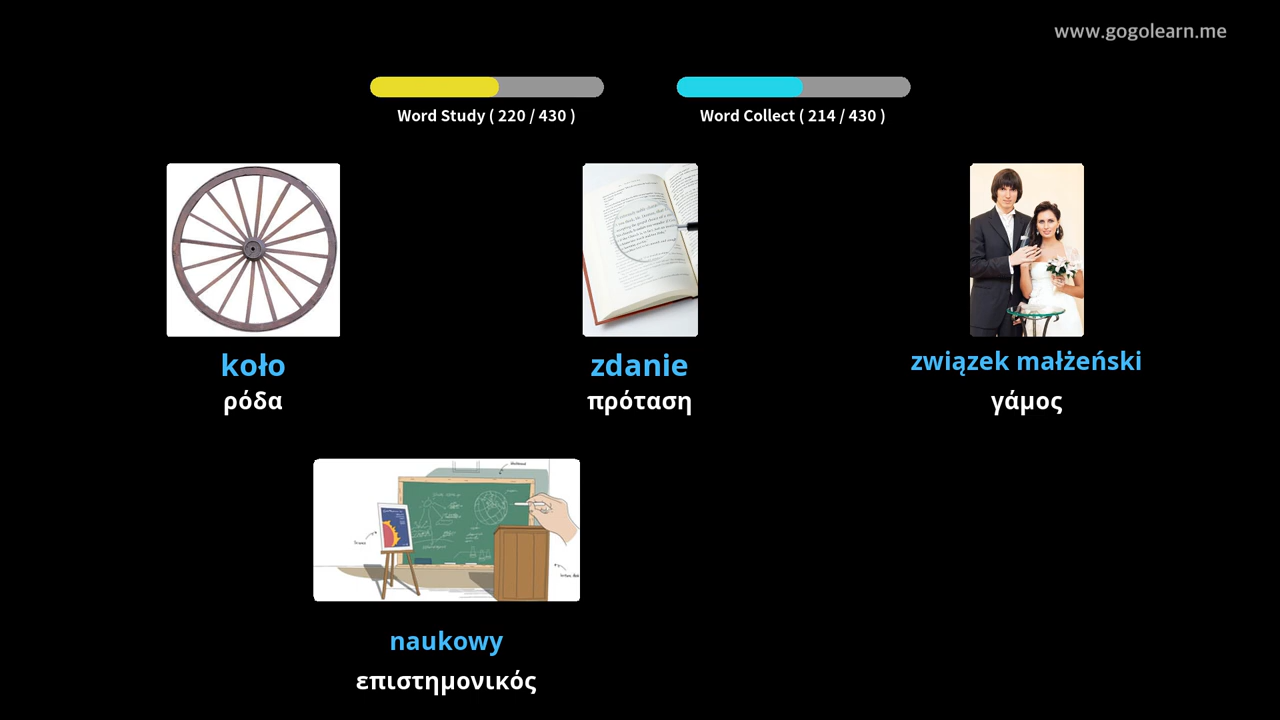 www.gogolearn.me
Word Study ( 220 / 430 )
Word Collect ( 214 / 430 )
koło
ρόδα
zdanie
πρόταση
związek małżeński
γάμος
naukowy
επιστημονικός